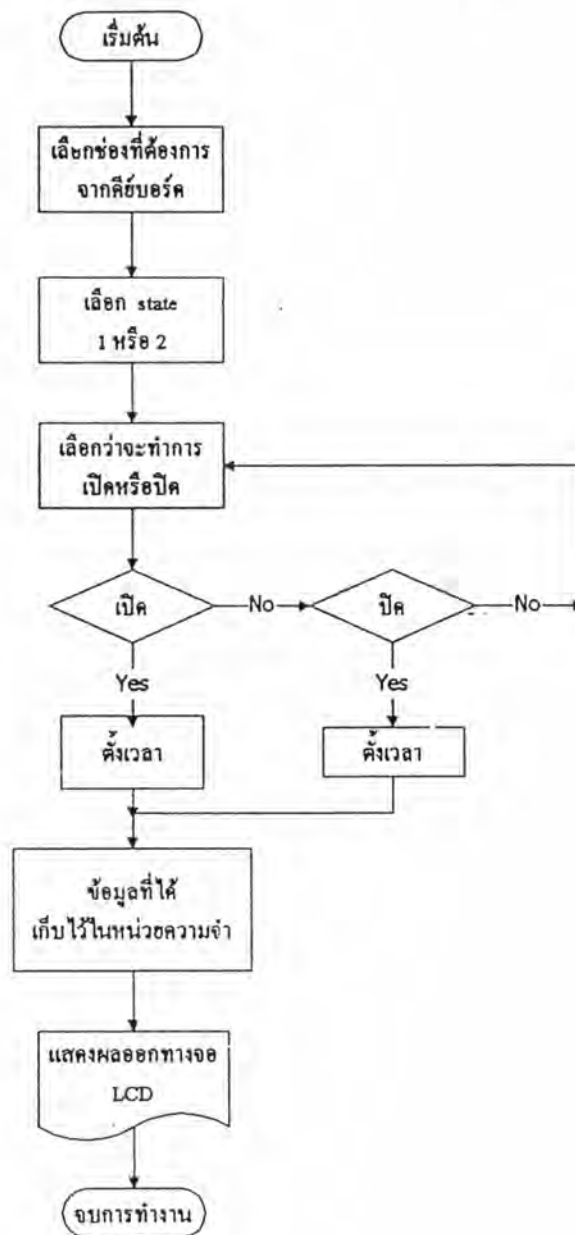 เริ่มต้น
เลือกช่องที่ต้องการ
จากคีย์บอร์ด
เลือก state
1 หรือ 2
เลือกว่าจะทำการ
เปิดหรือปิด
เปิด
No
ปิด
No
Yes
Yes
ตั้งเวลา
ตั้งเวลา
ข้อมูลที่ได้
เก็บไว้ในหน่วยความจำ
แสดงผลออกทางจอ
LCD
จบการทำงาน